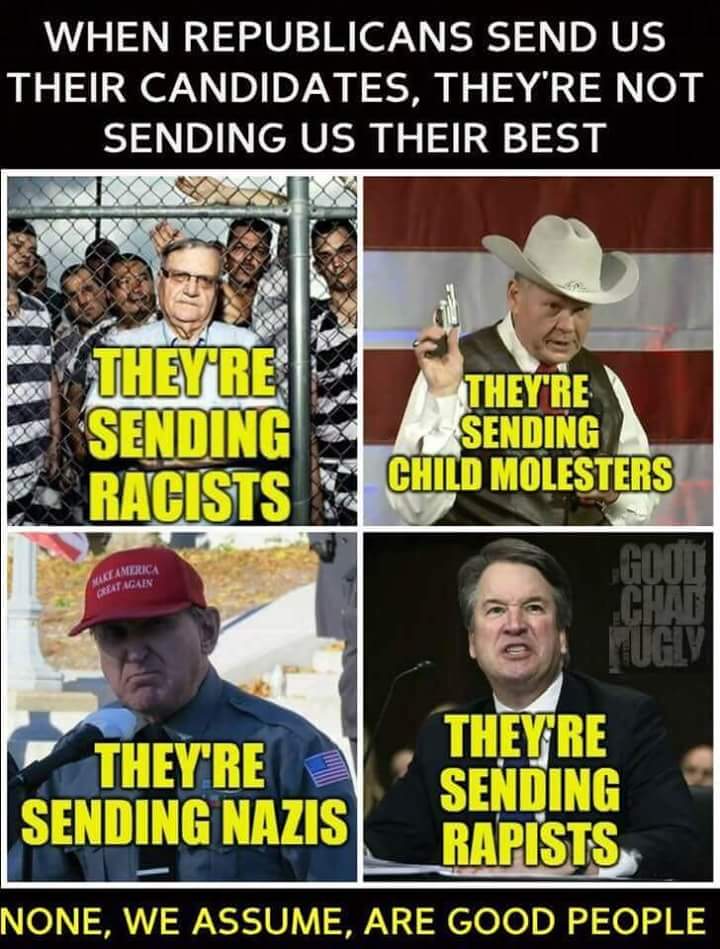 WHEN REPUBLICANS SEND US
THEIR CANDIDATES, THEY'RE NOT
SENDING US THEIR BEST
THEY'RE
SENDING
RACISTS
THEY'RE
SENDING
CHILD MOLESTERS
MAKE AMERICA
GREAT AGAIN
THEY'RE
SENDING NAZIS
GOOD
CHAD
UGLY
THEY'RE
SENDING
RAPISTS
NONE, WE ASSUME, ARE GOOD PEOPLE